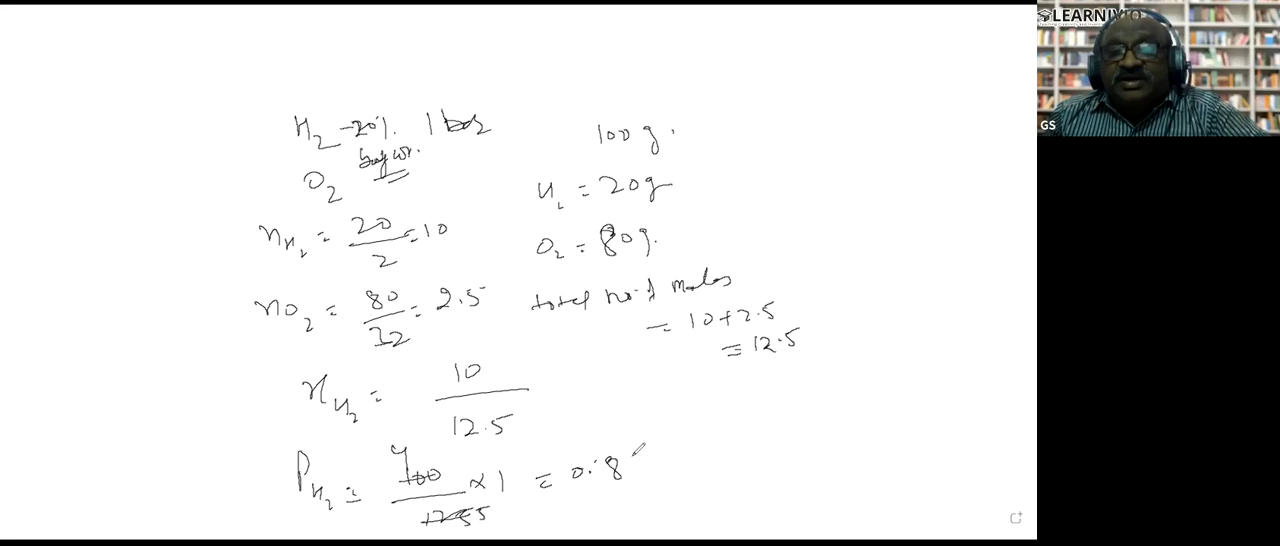 H₂ -20%. 1 bar
by wt.
100 g.
O₂
H₂ = 20g
nH₂ = 20/2 = 10
O₂ = 80g.
nO₂ = 80/32 = 2.5
total no. of moles
= 10+2.5
= 12.5
xH₂ = 10/12.5
PH₂ = 4/5 × 1 = 0.8
LEARNIVIO
GS